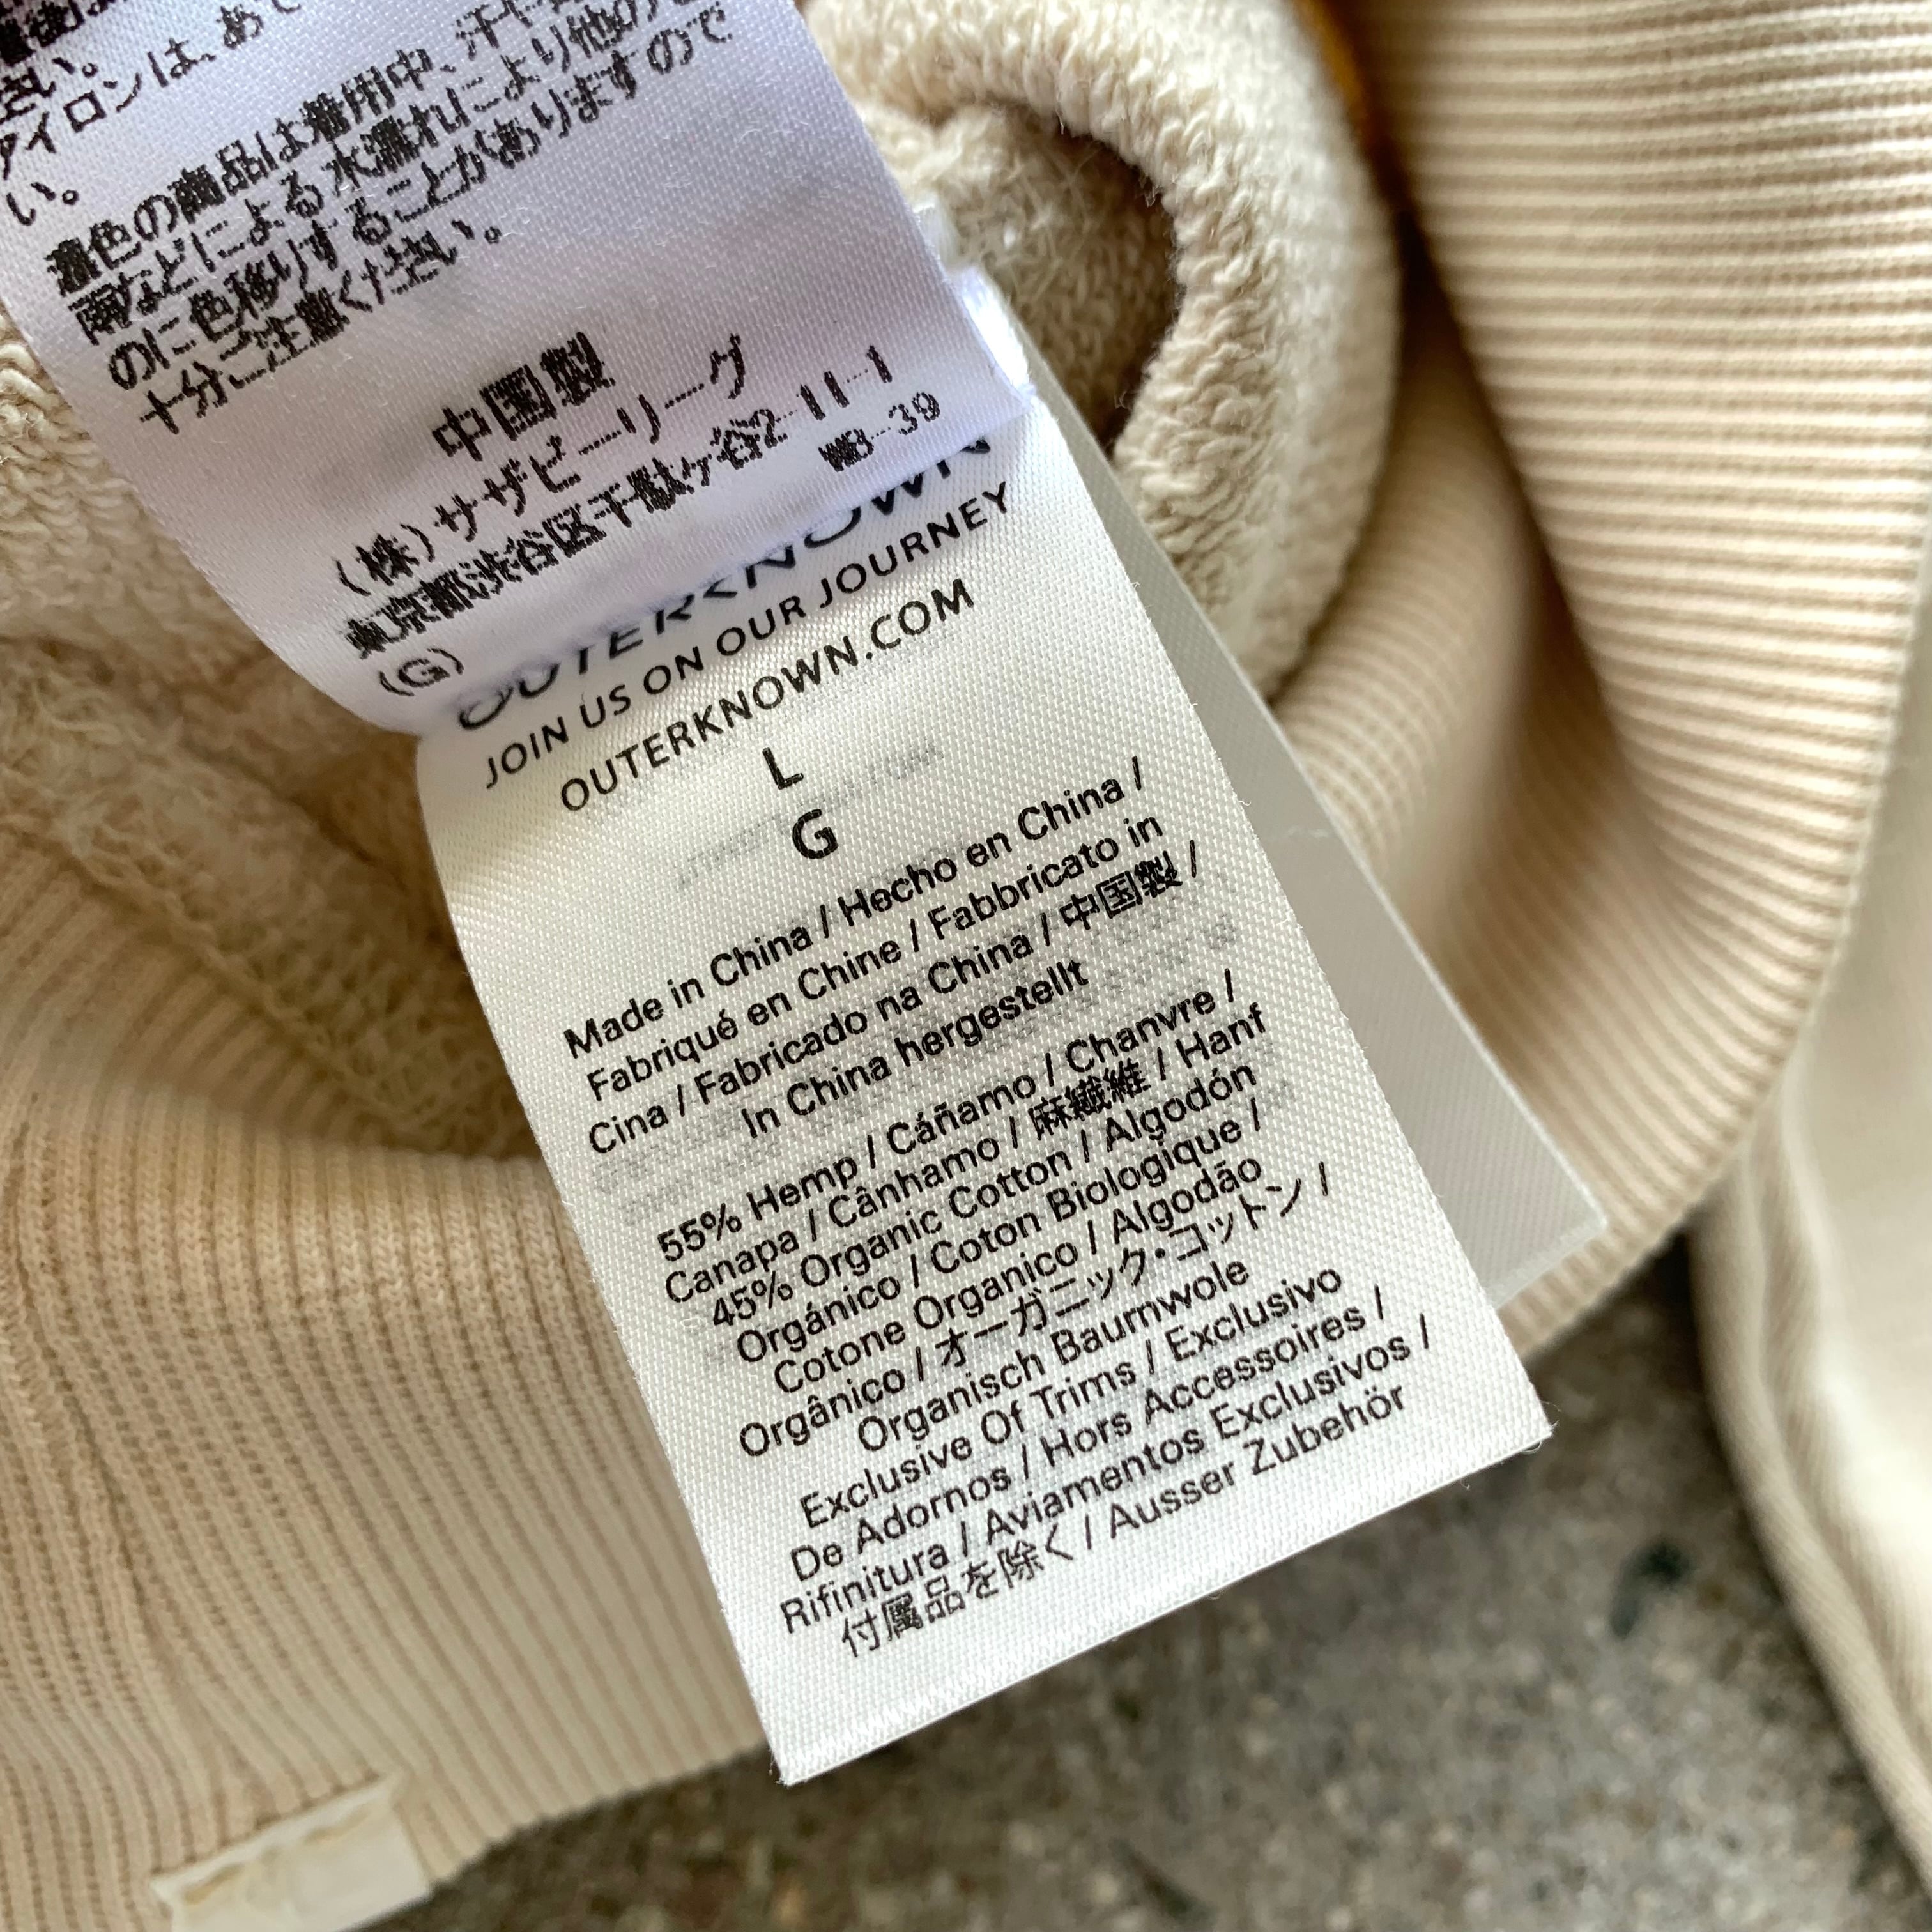 さい。
アイロンは、あて
い。
濃色の商品は着用中、汗や
雨などによる水濡れにより他のも
のに色移りすることがありますので
十分ご注意ください。
中国製
(株)サザビーリーグ
東京都渋谷区千駄ヶ谷2-11-1
W8-39
(G)
OUTERKNOWN
JOIN US ON OUR JOURNEY
OUTERKNOWN.COM
L
G
Made in China / Hecho en China /
Fabriqué en Chine / Fabbricato in
Cina / Fabricado na China / 中国製 /
In China hergestellt
55% Hemp / Cáñamo / Chanvre /
Canapa / Cânhamo / 麻繊維 / Hanf
45% Organic Cotton / Algodón
Orgánico / Coton Biologique /
Cotone Organico / Algodão
Orgânico / オーガニック・コットン /
Organisch Baumwole
Exclusive Of Trims / Exclusivo
De Adornos / Hors Accessoires /
Rifinitura / Aviamentos Exclusivos /
付属品を除く / Ausser Zubehör